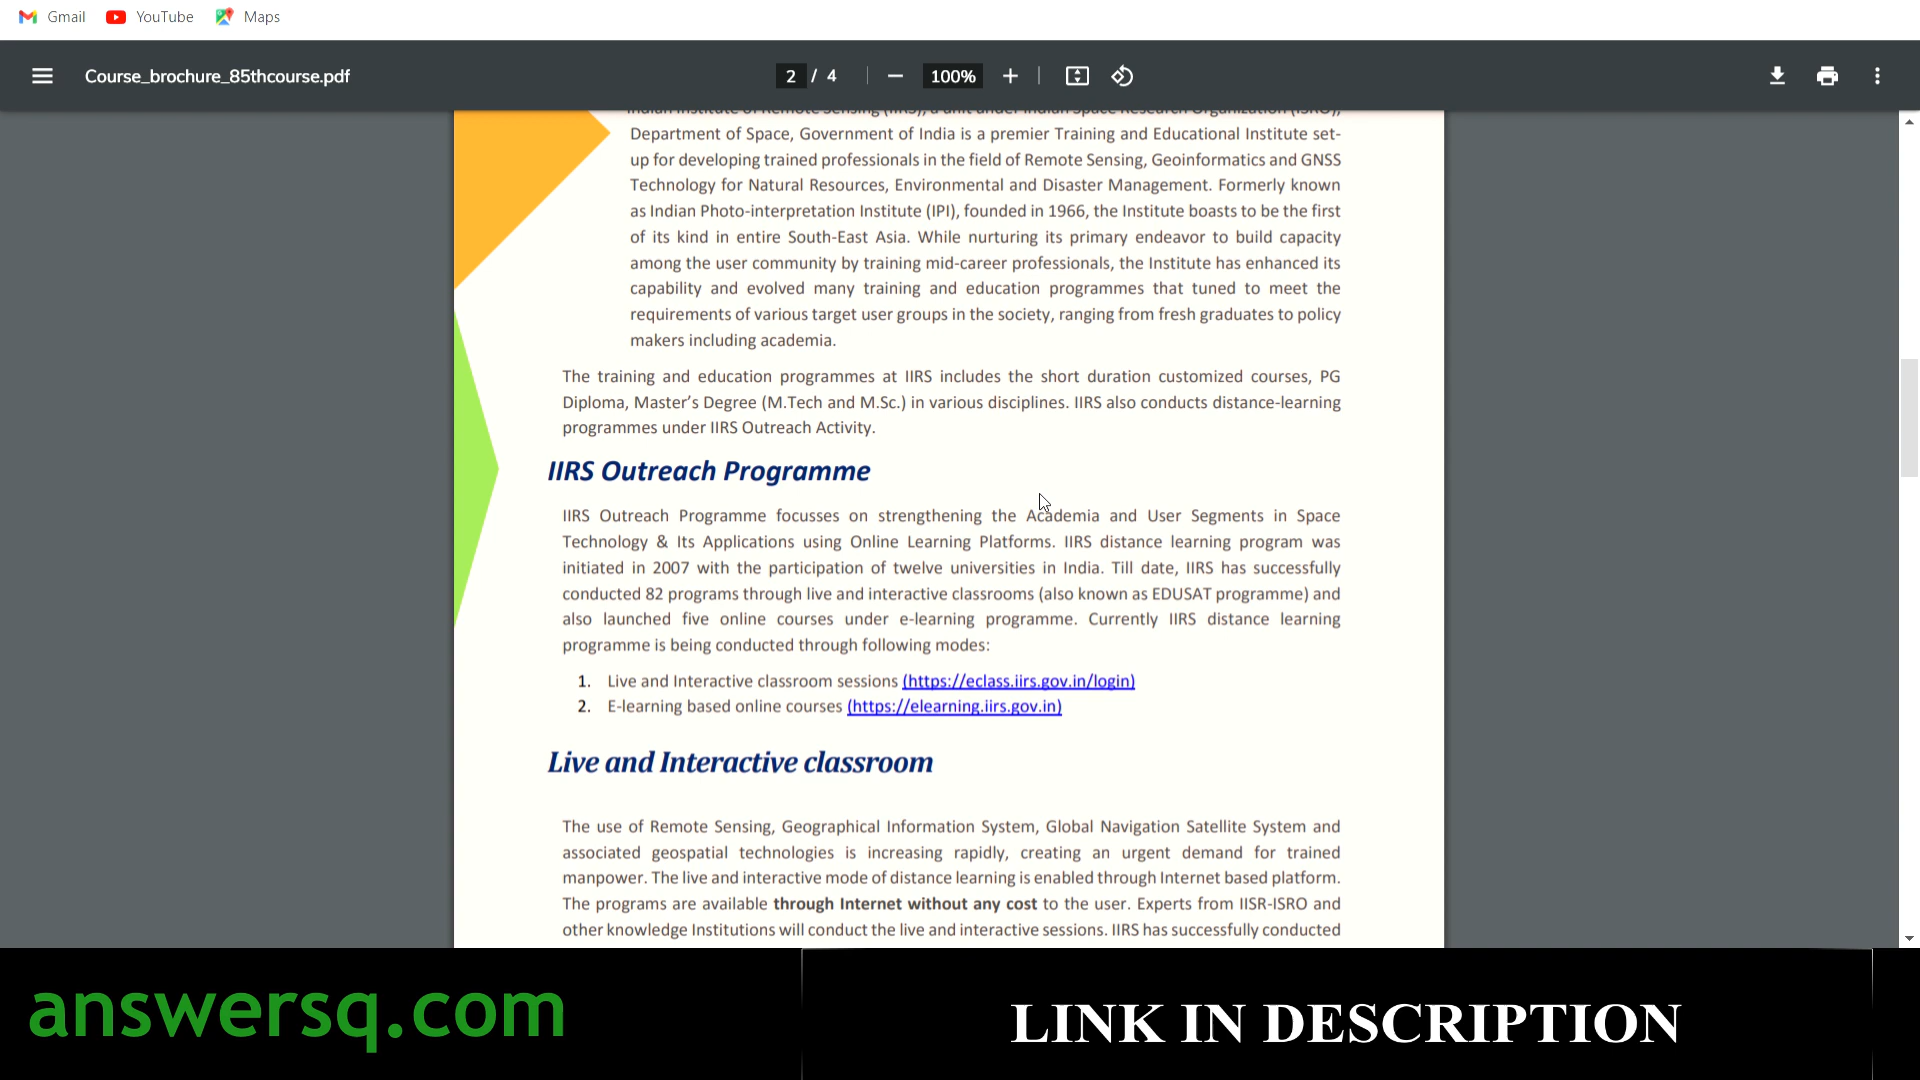 Gmail YouTube Maps
Course_brochure_85thcourse.pdf 2 / 4 100%
Indian Institute of Remote Sensing (IIRS), a unit under Indian Space Research Organization (ISRO),
Department of Space, Government of India is a premier Training and Educational Institute set-
up for developing trained professionals in the field of Remote Sensing, Geoinformatics and GNSS
Technology for Natural Resources, Environmental and Disaster Management. Formerly known
as Indian Photo-interpretation Institute (IPI), founded in 1966, the Institute boasts to be the first
of its kind in entire South-East Asia. While nurturing its primary endeavor to build capacity
among the user community by training mid-career professionals, the Institute has enhanced its
capability and evolved many training and education programmes that tuned to meet the
requirements of various target user groups in the society, ranging from fresh graduates to policy
makers including academia.
The training and education programmes at IIRS includes the short duration customized courses, PG
Diploma, Master's Degree (M.Tech and M.Sc.) in various disciplines. IIRS also conducts distance-learning
programmes under IIRS Outreach Activity.
IIRS Outreach Programme
IIRS Outreach Programme focusses on strengthening the Academia and User Segments in Space
Technology & Its Applications using Online Learning Platforms. IIRS distance learning program was
initiated in 2007 with the participation of twelve universities in India. Till date, IIRS has successfully
conducted 82 programs through live and interactive classrooms (also known as EDUSAT programme) and
also launched five online courses under e-learning programme. Currently IIRS distance learning
programme is being conducted through following modes:
1. Live and Interactive classroom sessions (https://eclass.iirs.gov.in/login)
2. E-learning based online courses (https://elearning.iirs.gov.in)
Live and Interactive classroom
The use of Remote Sensing, Geographical Information System, Global Navigation Satellite System and
associated geospatial technologies is increasing rapidly, creating an urgent demand for trained
manpower. The live and interactive mode of distance learning is enabled through Internet based platform.
The programs are available through Internet without any cost to the user. Experts from IISR-ISRO and
other knowledge Institutions will conduct the live and interactive sessions. IIRS has successfully conducted
answersq.com
LINK IN DESCRIPTION